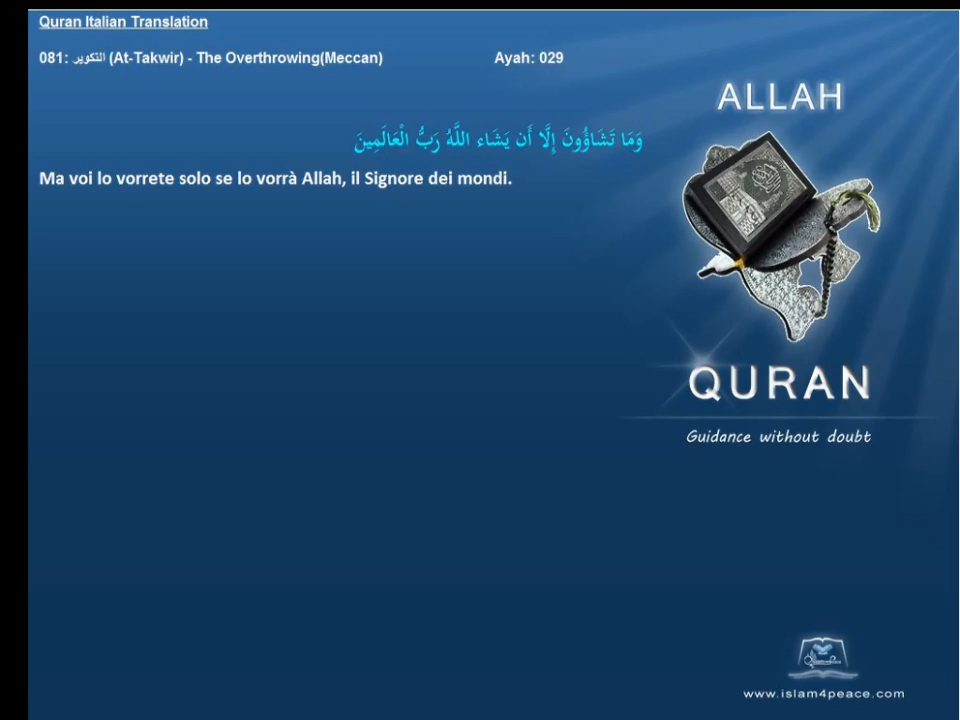 Quran Italian Translation
081: التكوير (At-Takwir) - The Overthrowing(Meccan) Ayah: 029
وَمَا تَشَاؤُونَ إِلَّا أَن يَشَاء اللَّهُ رَبُّ الْعَالَمِينَ
Ma voi lo vorrete solo se lo vorrà Allah, il Signore dei mondi.
ALLAH
QURAN
Guidance without doubt
www.islam4peace.com